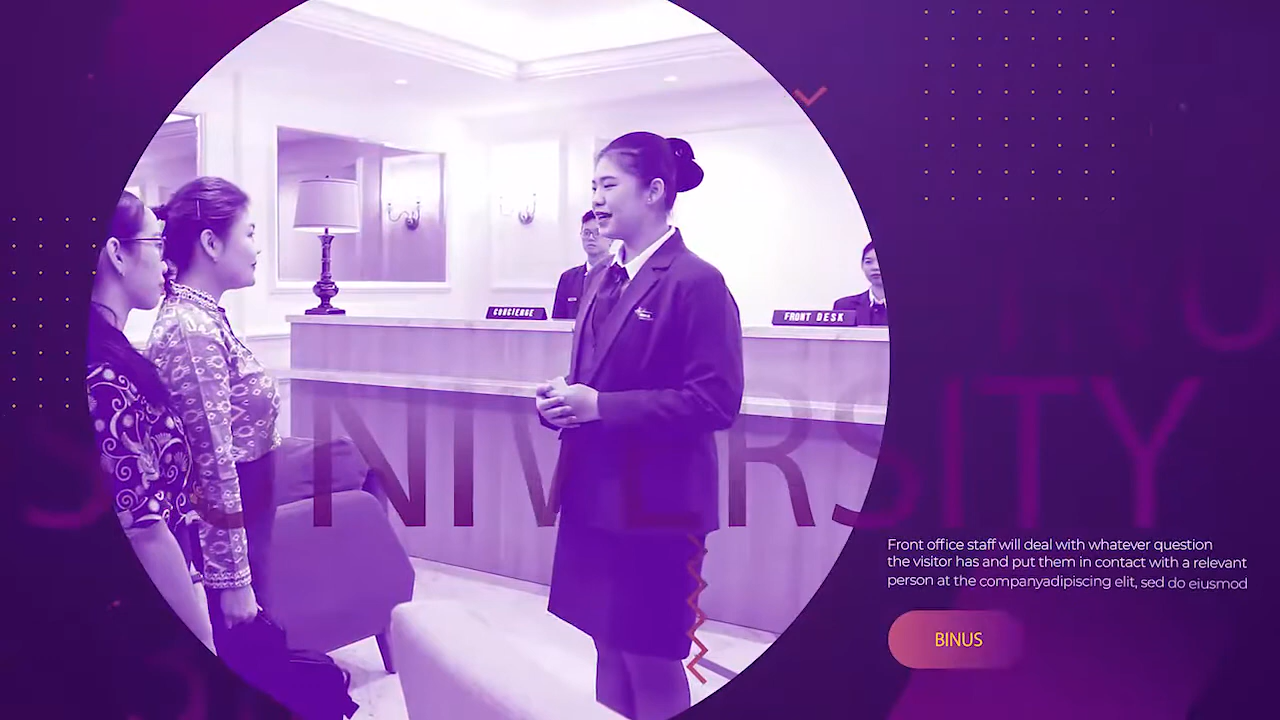 CONCIERGE
FRONT DESK
UNIVERSITY
Front office staff will deal with whatever question
the visitor has and put them in contact with a relevant
person at the companyadipiscing elit, sed do eiusmod
BINUS